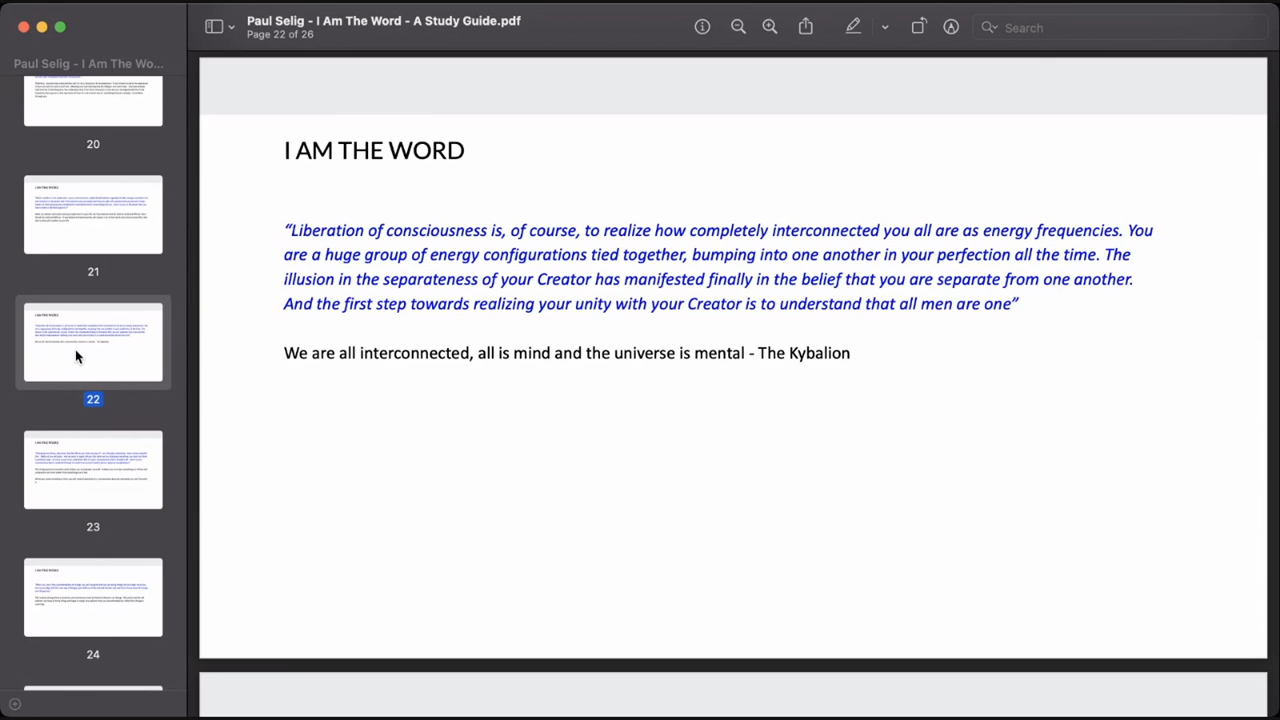 Paul Selig - I Am The Word - A Study Guide.pdf
Page 22 of 26
Search
Paul Selig - I Am The Wo...
20
21
22
23
24
I AM THE WORD
“Liberation of consciousness is, of course, to realize how completely interconnected you all are as energy frequencies. You
are a huge group of energy configurations tied together, bumping into one another in your perfection all the time. The
illusion in the separateness of your Creator has manifested finally in the belief that you are separate from one another.
And the first step towards realizing your unity with your Creator is to understand that all men are one”
We are all interconnected, all is mind and the universe is mental - The Kybalion